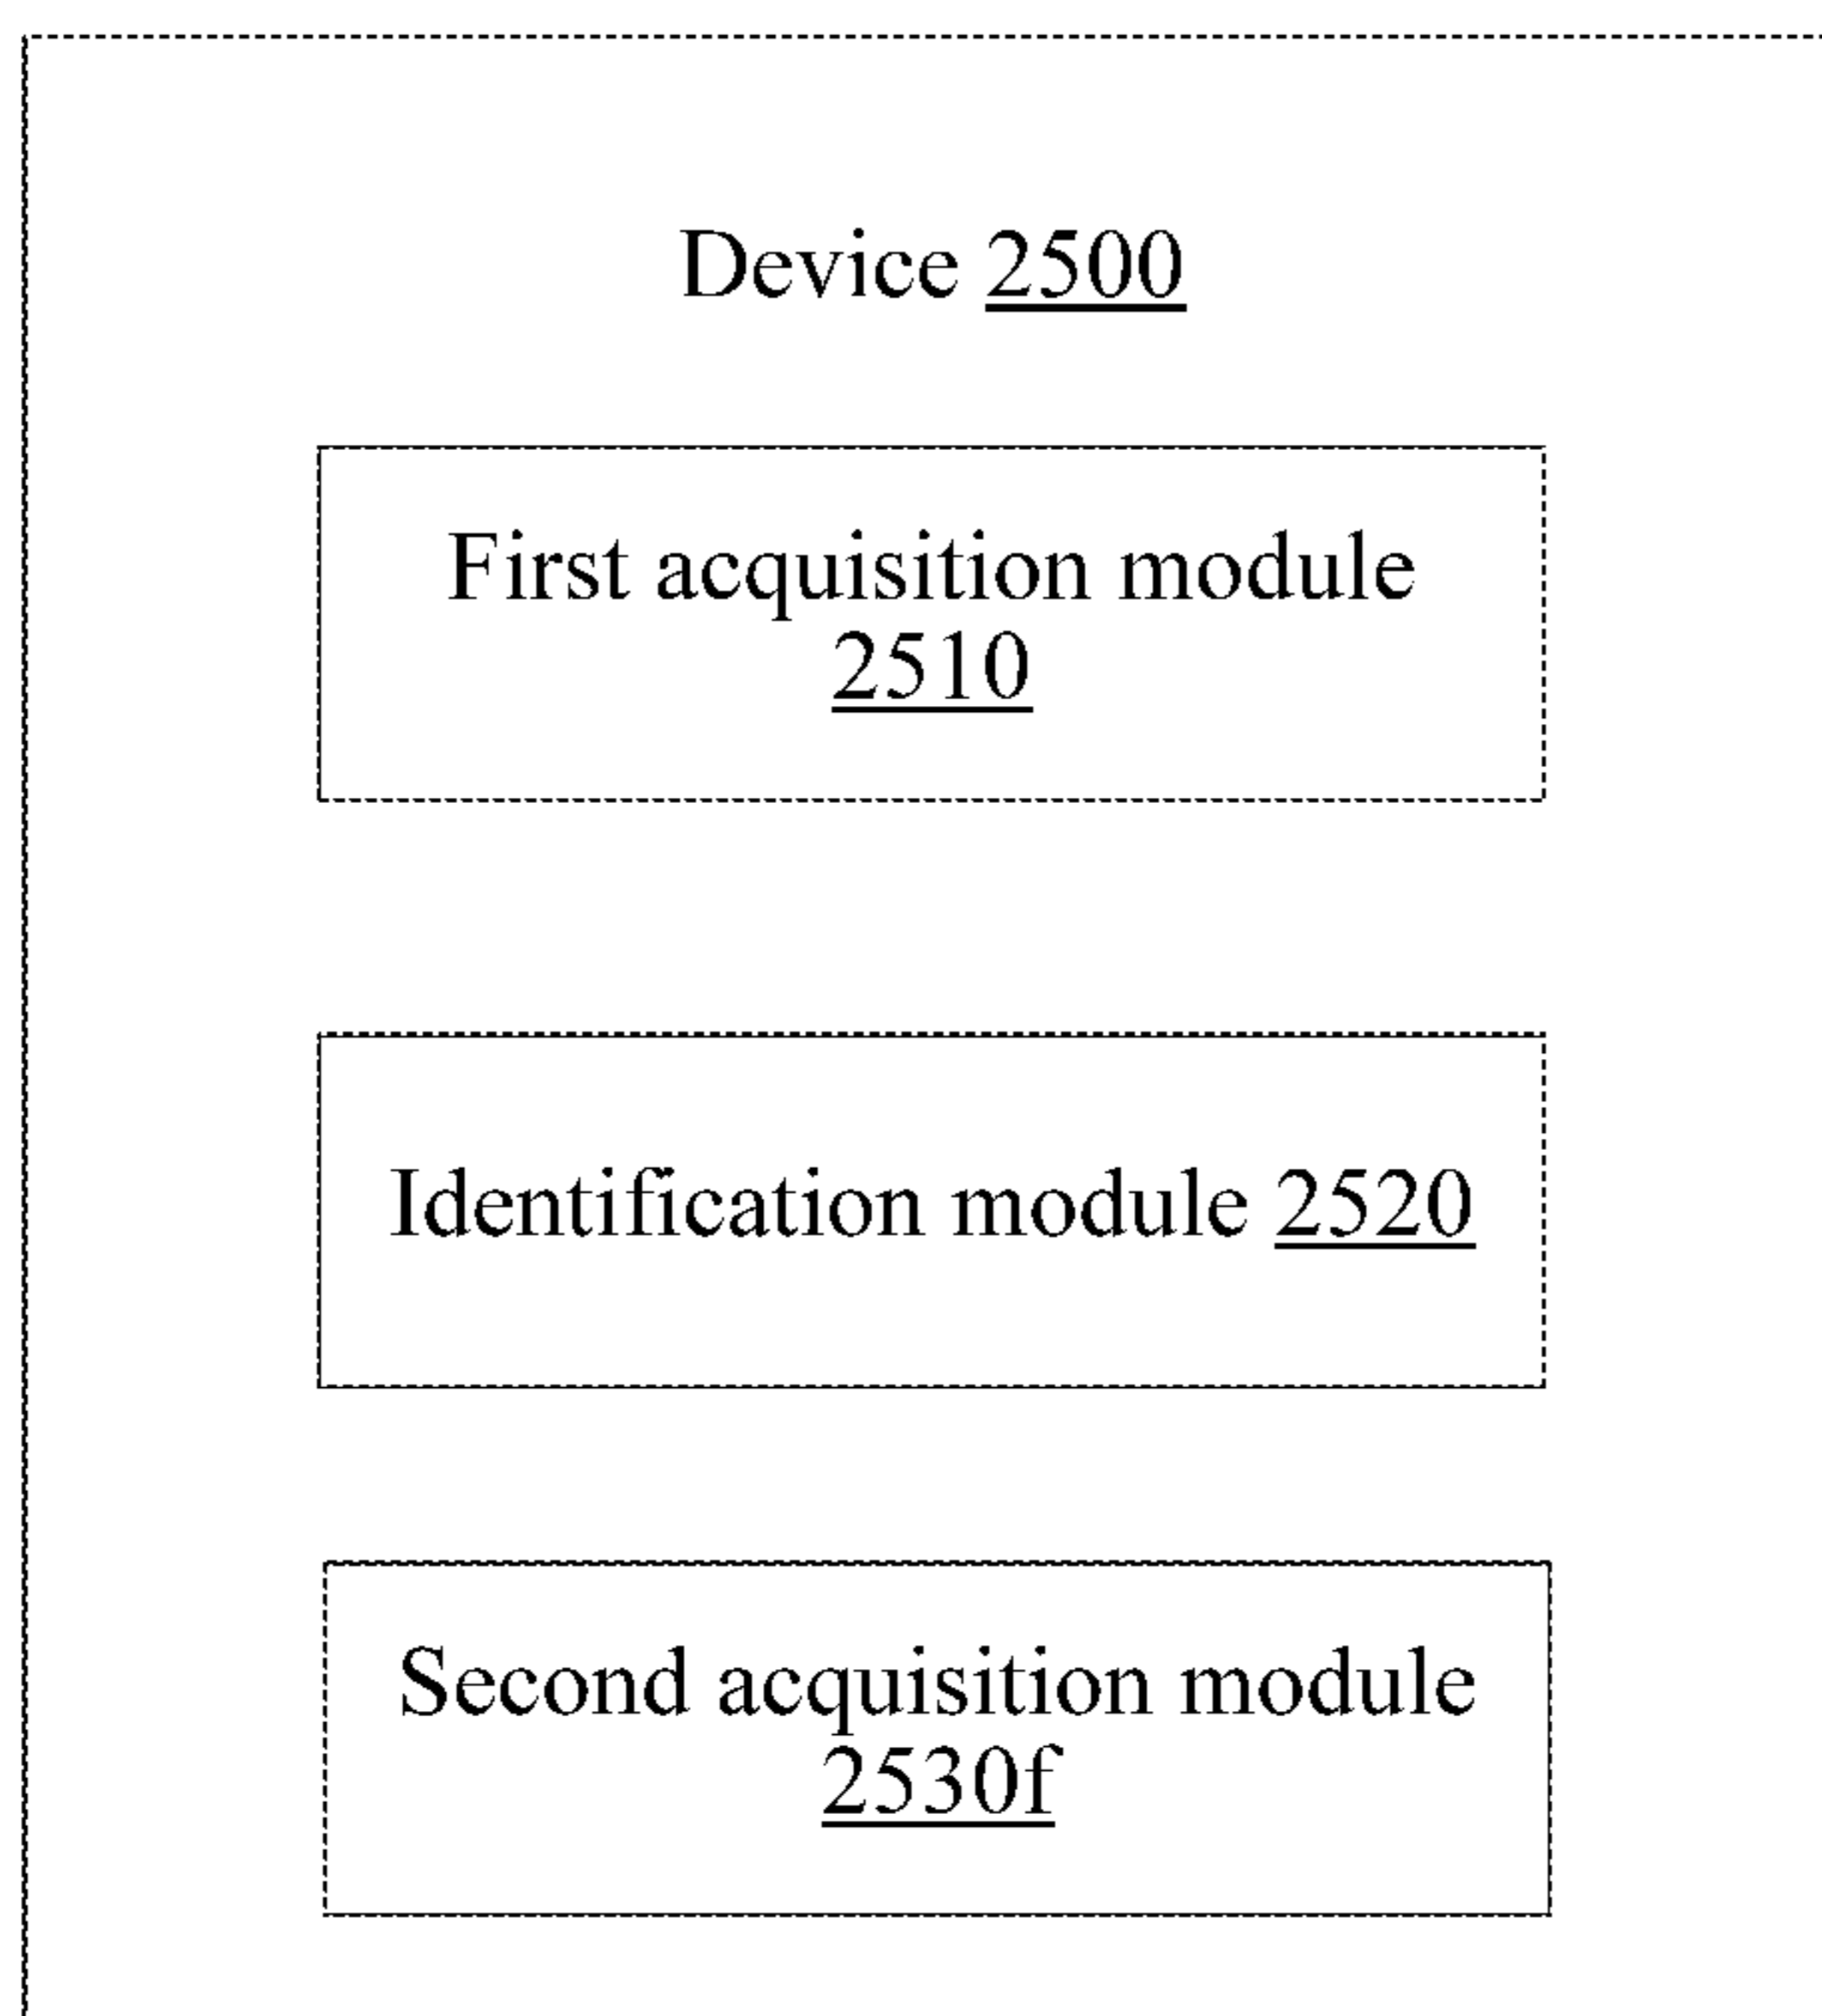 Device 2500
First acquisition module
2510
Identification module 2520
Second acquisition module
2530f